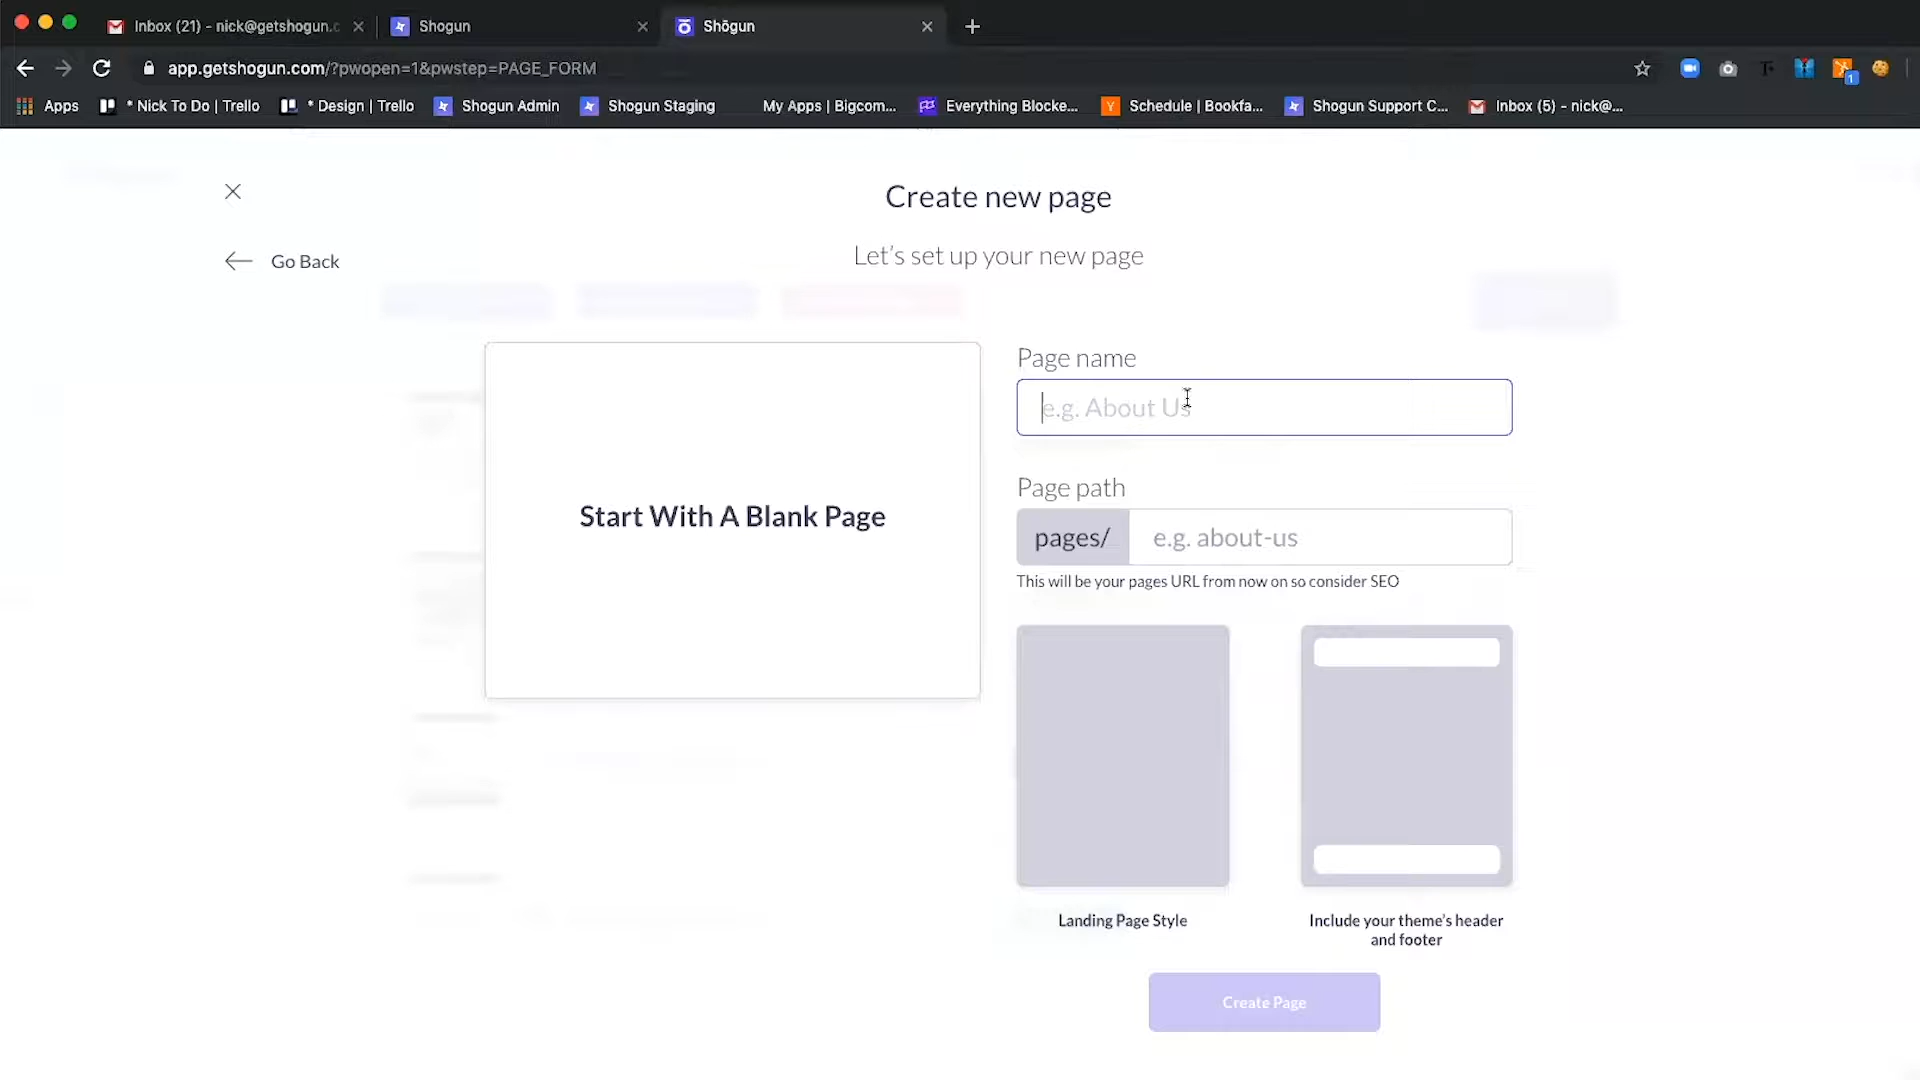 Inbox (21) - nick@getshogun.c
Shogun
Shōgun
app.getshogun.com/?pwopen=1&pwstep=PAGE_FORM
Apps
* Nick To Do | Trello
* Design | Trello
Shogun Admin
Shogun Staging
My Apps | Bigcom...
Everything Blocke...
Schedule | Bookfa...
Shogun Support C...
Inbox (5) - nick@...
Create new page
Go Back
Let's set up your new page
Start With A Blank Page
Page name
e.g. About Us
Page path
pages/ e.g. about-us
This will be your pages URL from now on so consider SEO
Landing Page Style
Include your theme's header
and footer
Create Page